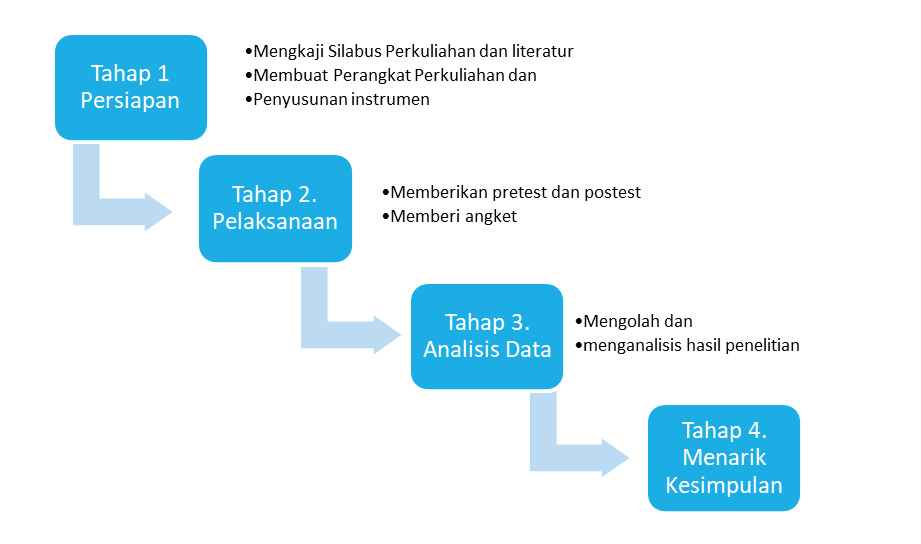 Tahap 1
Persiapan
•Mengkaji Silabus Perkuliahan dan literatur
•Membuat Perangkat Perkuliahan dan
•Penyusunan instrumen
Tahap 2.
Pelaksanaan
•Memberikan pretest dan postest
•Memberi angket
Tahap 3.
Analisis Data
•Mengolah dan
•menganalisis hasil penelitian
Tahap 4.
Menarik
Kesimpulan